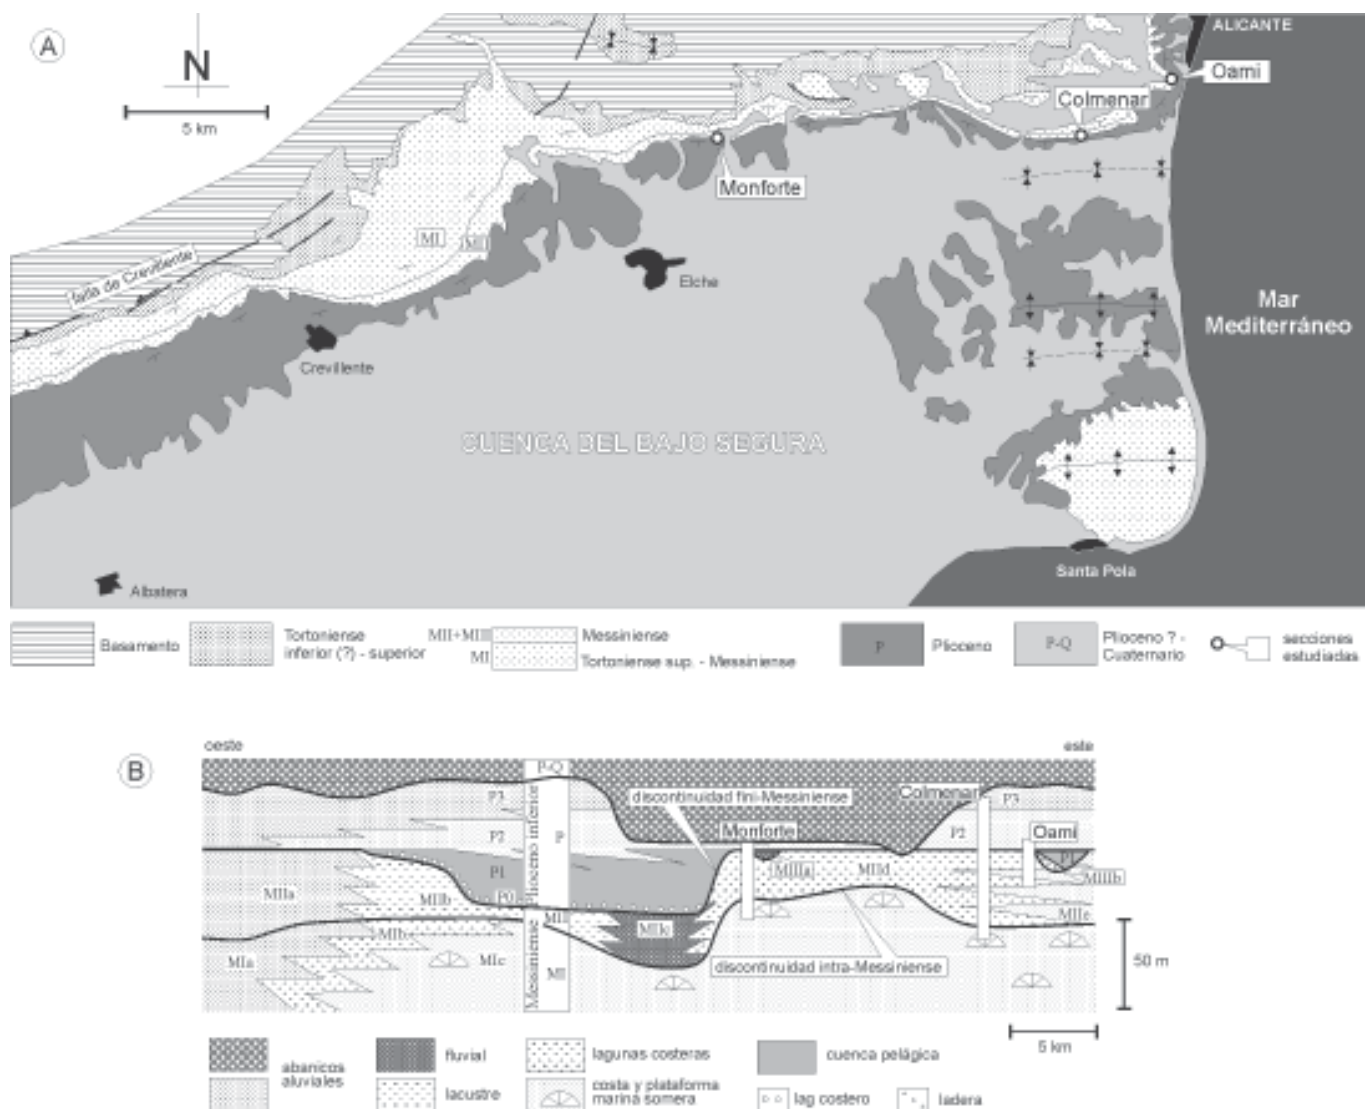 A
N
5 km
ALICANTE
Oami
Colmenar
Monforte
MI
MII
falla de Crevillente
Elche
Mar
Mediterráneo
Crevillente
CUENCA DEL BAJO SEGURA
Albatera
Santa Pola
Basamento
Tortoniense
inferior (?) - superior
MII+MIII
MI
Messiniense
Tortoniense sup. - Messiniense
P
Plioceno
P-Q
Plioceno ? -
Cuaternario
secciones
estudiadas
B
oeste
este
P-Q
P3
discontinuidad fini-Messiniense
Colmenar
P3
P2
Plioceno inferior
P
Monforte
P2
Oami
P1
P1
MIIa
MIIb
P0
MIIIa
MIId
MIIIb
MII
MIIc
MIIe
MIb
MIa
MIc
Messiniense
MI
discontinuidad intra-Messiniense
50 m
5 km
abanicos
aluviales
fluvial
lacustre
lagunas costeras
costa y plataforma
marina somera
cuenca pelágica
lag costero
ladera